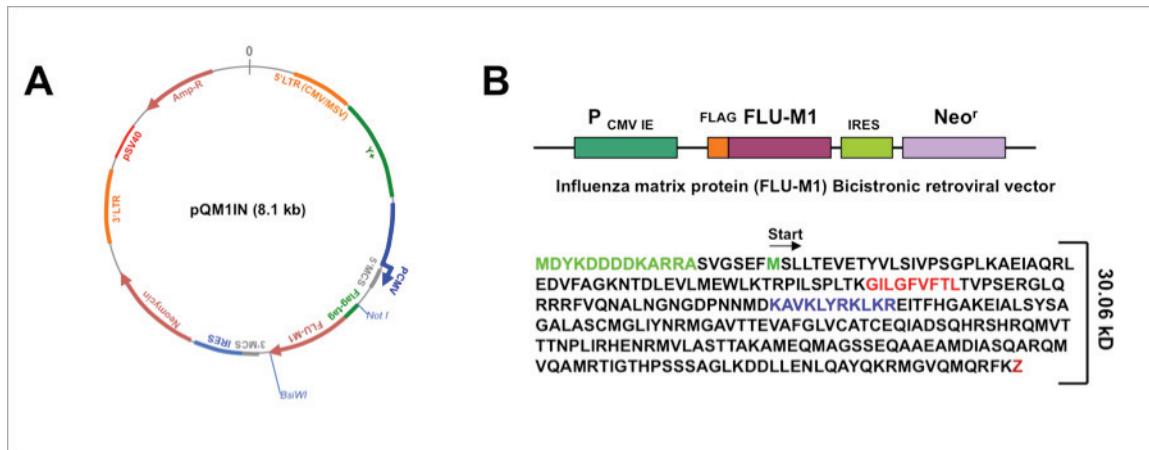 A
0
5'LTR (CMV/MSV)
Ψ+
PCMV
5'MCS
Not I
Flag-tag
FLU-M1
BsiWI
3'MCS
IRES
Neomycin
3'LTR
pSV40
Amp-R
pQM1IN (8.1 kb)
B
P CMV IE FLAG FLU-M1 IRES Neor
Influenza matrix protein (FLU-M1) Bicistronic retroviral vector
Start
MDYKDDDDKARRASVGSEFMSLLTEVETYVLSIVPSGPLKAEIAQRL
EDVFAGKNTDLEVLMEWLKTRPILSPLTKGILGFVFTLTVPSERGLQ
RRRFVQNALNGNGDPNNMDKAVKLYRKLKREITFHGAKEIALSYSA
GALASCMGLIYNRMGAVTTEVAFGLVCATCEQIADSQHRSHRQMVT
TTNPLIRHENRMVLASTTAKAMEQMAGSSEQAAEAMDIASQARQM
VQAMRTIGTHPSSSAGLKDDLLENLQAYQKRMGVQMQRFKZ
30.06 kD